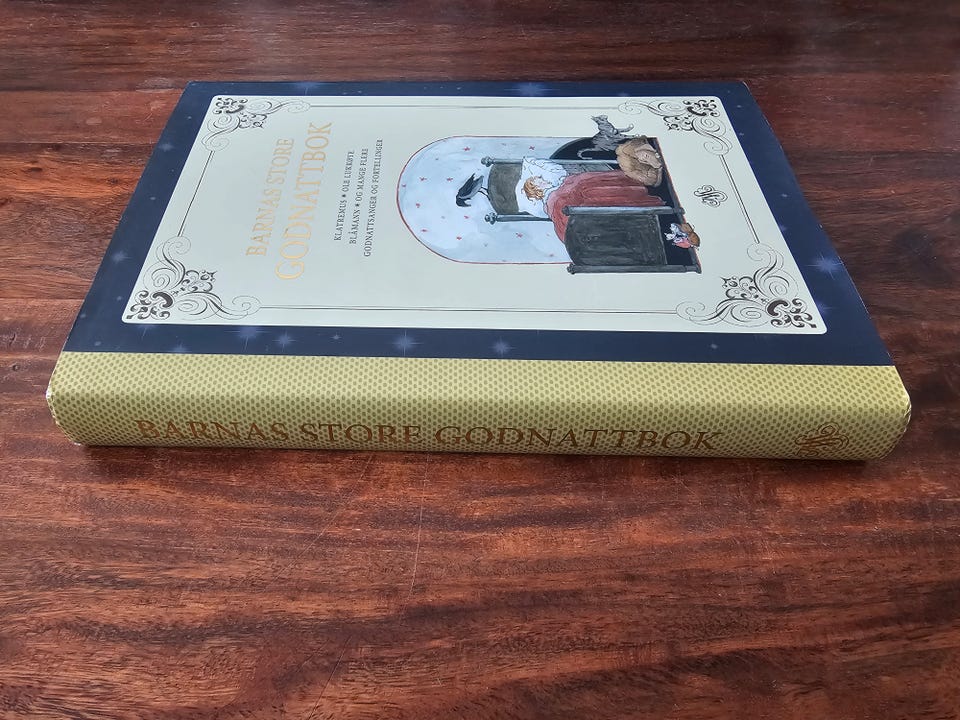 BARNAS STORE
GODNATTBOK
KLATREMUS ★ OLE LUKKØYE
BLÅMANN ★ OG MANGE FLERE
GODNATTSANGER OG FORTELLINGER
BARNAS STORE GODNATTBOK